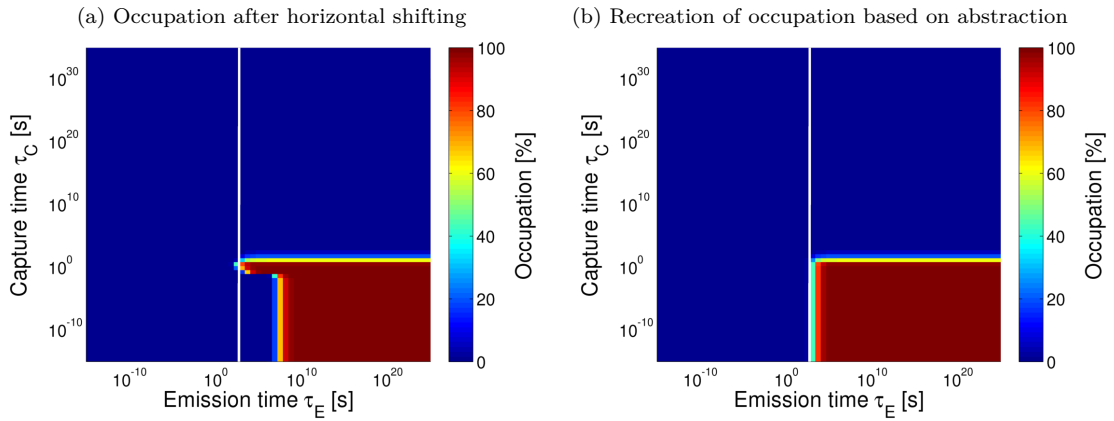 (a) Occupation after horizontal shifting
(b) Recreation of occupation based on abstraction
Capture time τ_C [s]
10^30
10^20
10^10
10^0
10^-10
10^-10 10^0 10^10 10^20
Emission time τ_E [s]
100
80
60
40
20
0
Occupation [%]
Capture time τ_C [s]
10^30
10^20
10^10
10^0
10^-10
10^-10 10^0 10^10 10^20
Emission time τ_E [s]
100
80
60
40
20
0
Occupation [%]